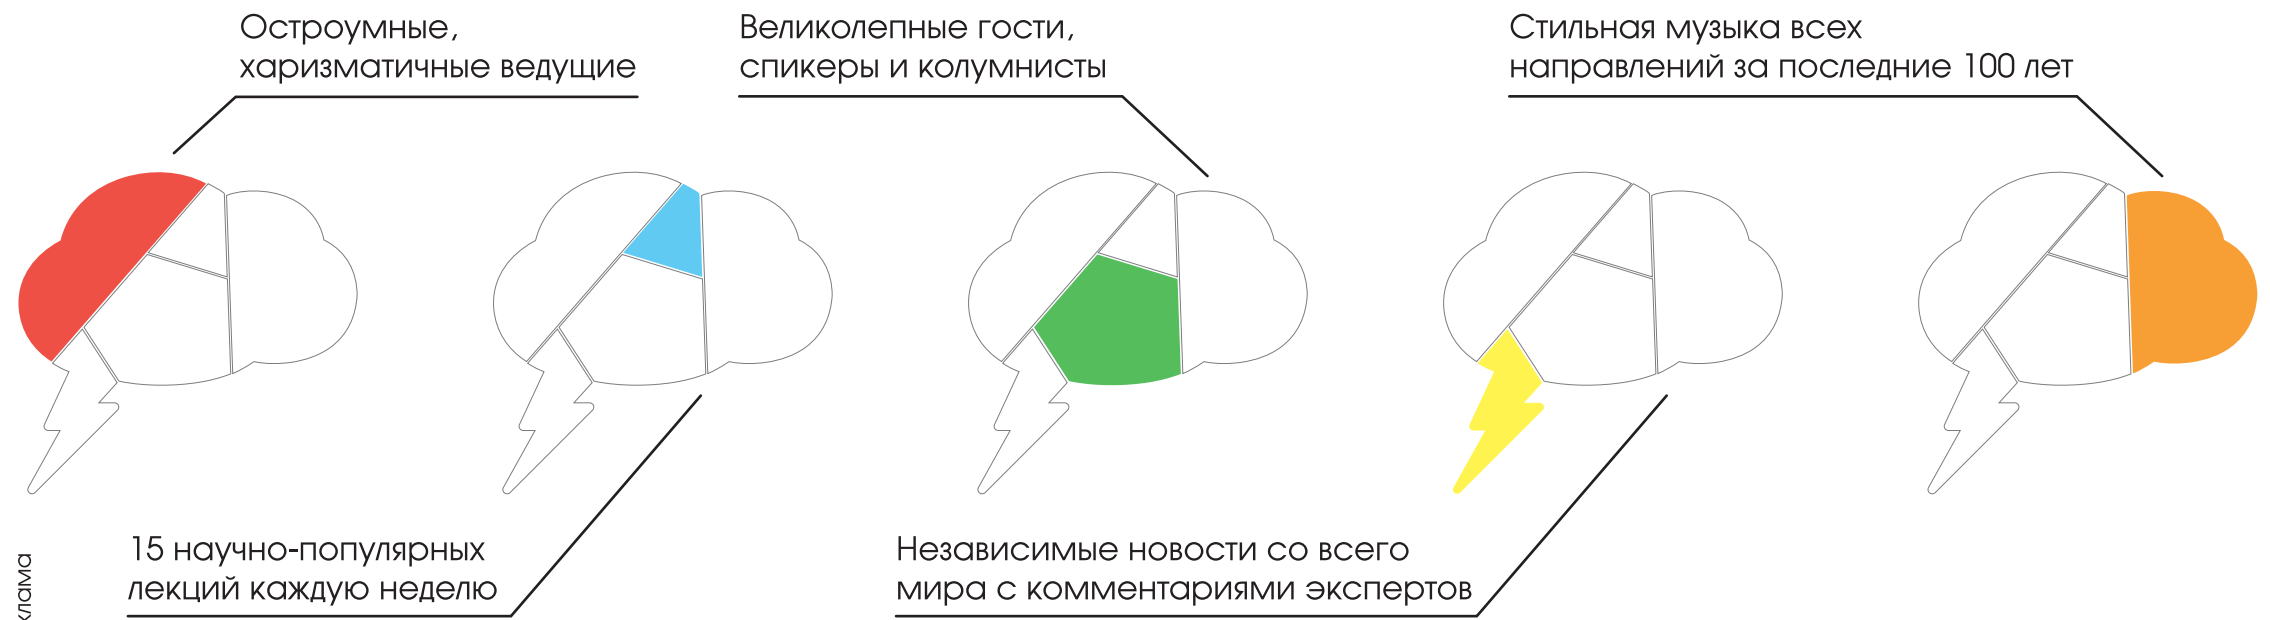 Остроумные,
харизматичные ведущие
Великолепные гости,
спикеры и колумнисты
Стильная музыка всех
направлений за последние 100 лет
15 научно-популярных
лекций каждую неделю
Независимые новости со всего
мира с комментариями экспертов